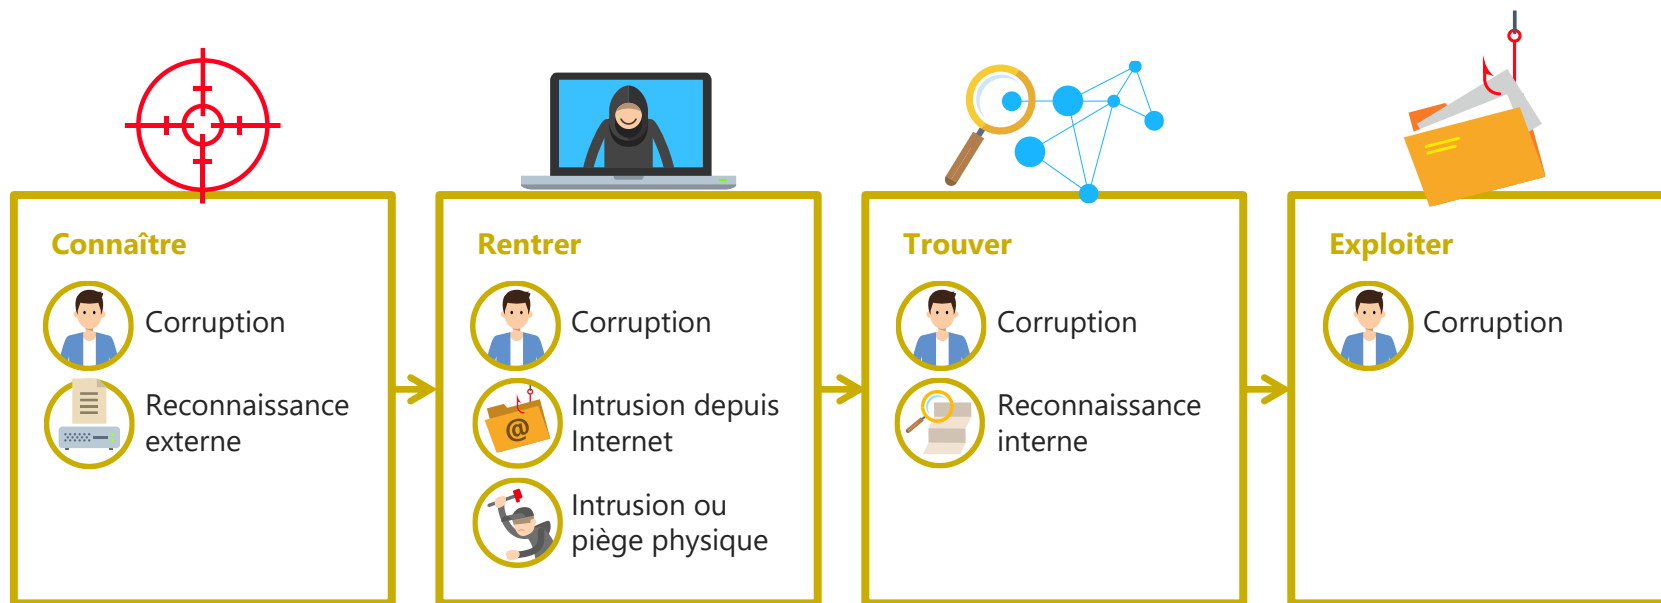 Connaître
Corruption
Reconnaissance
externe
Rentrer
Corruption
Intrusion depuis
Internet
@
Intrusion ou
piège physique
Trouver
Corruption
Reconnaissance
interne
Exploiter
Corruption